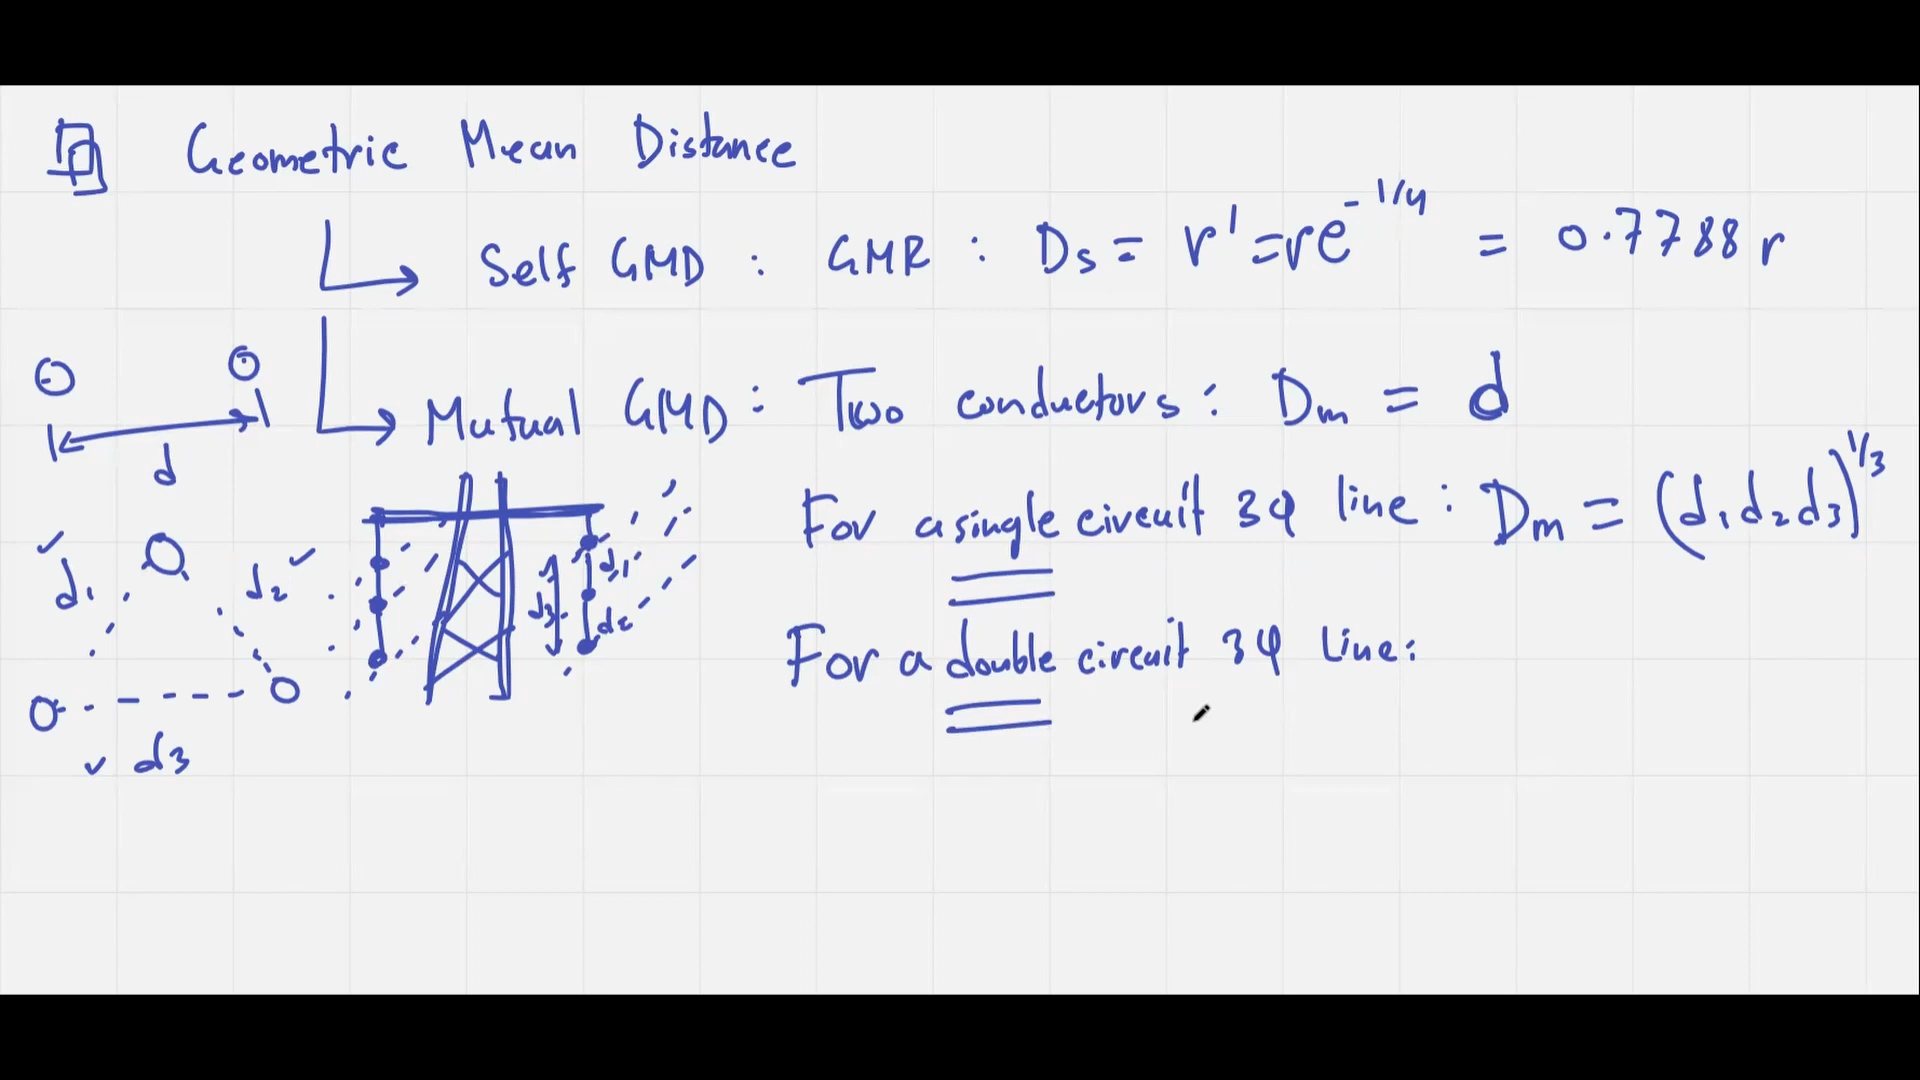 Geometric Mean Distance
Self GMD : GMR : Ds = r' = re^-1/4 = 0.7788 r
Mutual GMD : Two conductors : Dm = d
d
For a single circuit 3φ line : Dm = (d1d2d3)^1/3
d1 d2 d3 d1 d2
For a double circuit 3φ Line:
d3